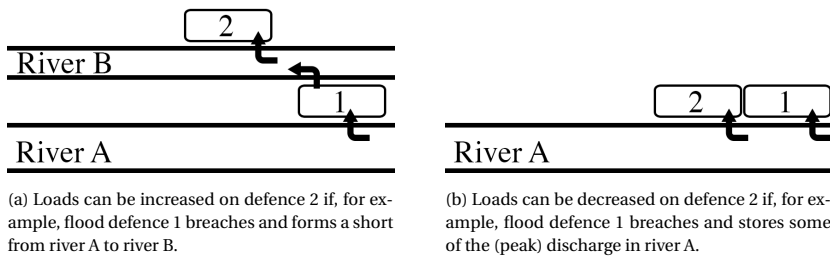 2
River B
1
River A
(a) Loads can be increased on defence 2 if, for ex-
ample, flood defence 1 breaches and forms a short
from river A to river B.
2 1
River A
(b) Loads can be decreased on defence 2 if, for ex-
ample, flood defence 1 breaches and stores some
of the (peak) discharge in river A.